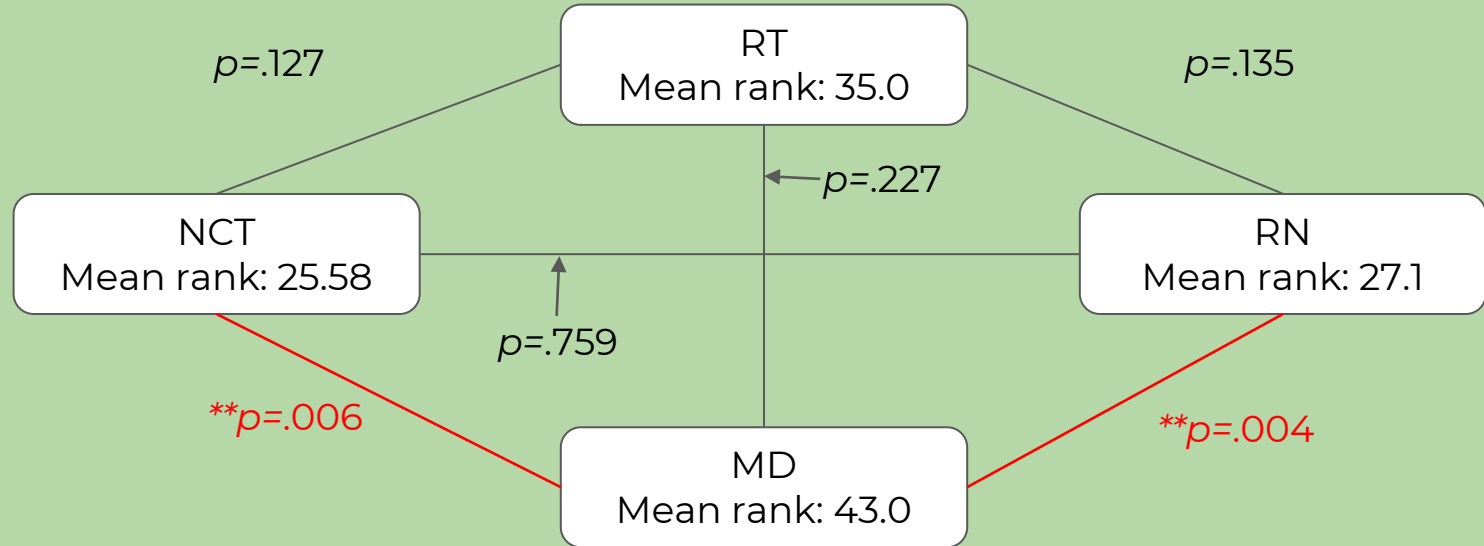 RT
Mean rank: 35.0
p=.127
p=.135
p=.227
NCT
Mean rank: 25.58
RN
Mean rank: 27.1
p=.759
**p=.006
**p=.004
MD
Mean rank: 43.0